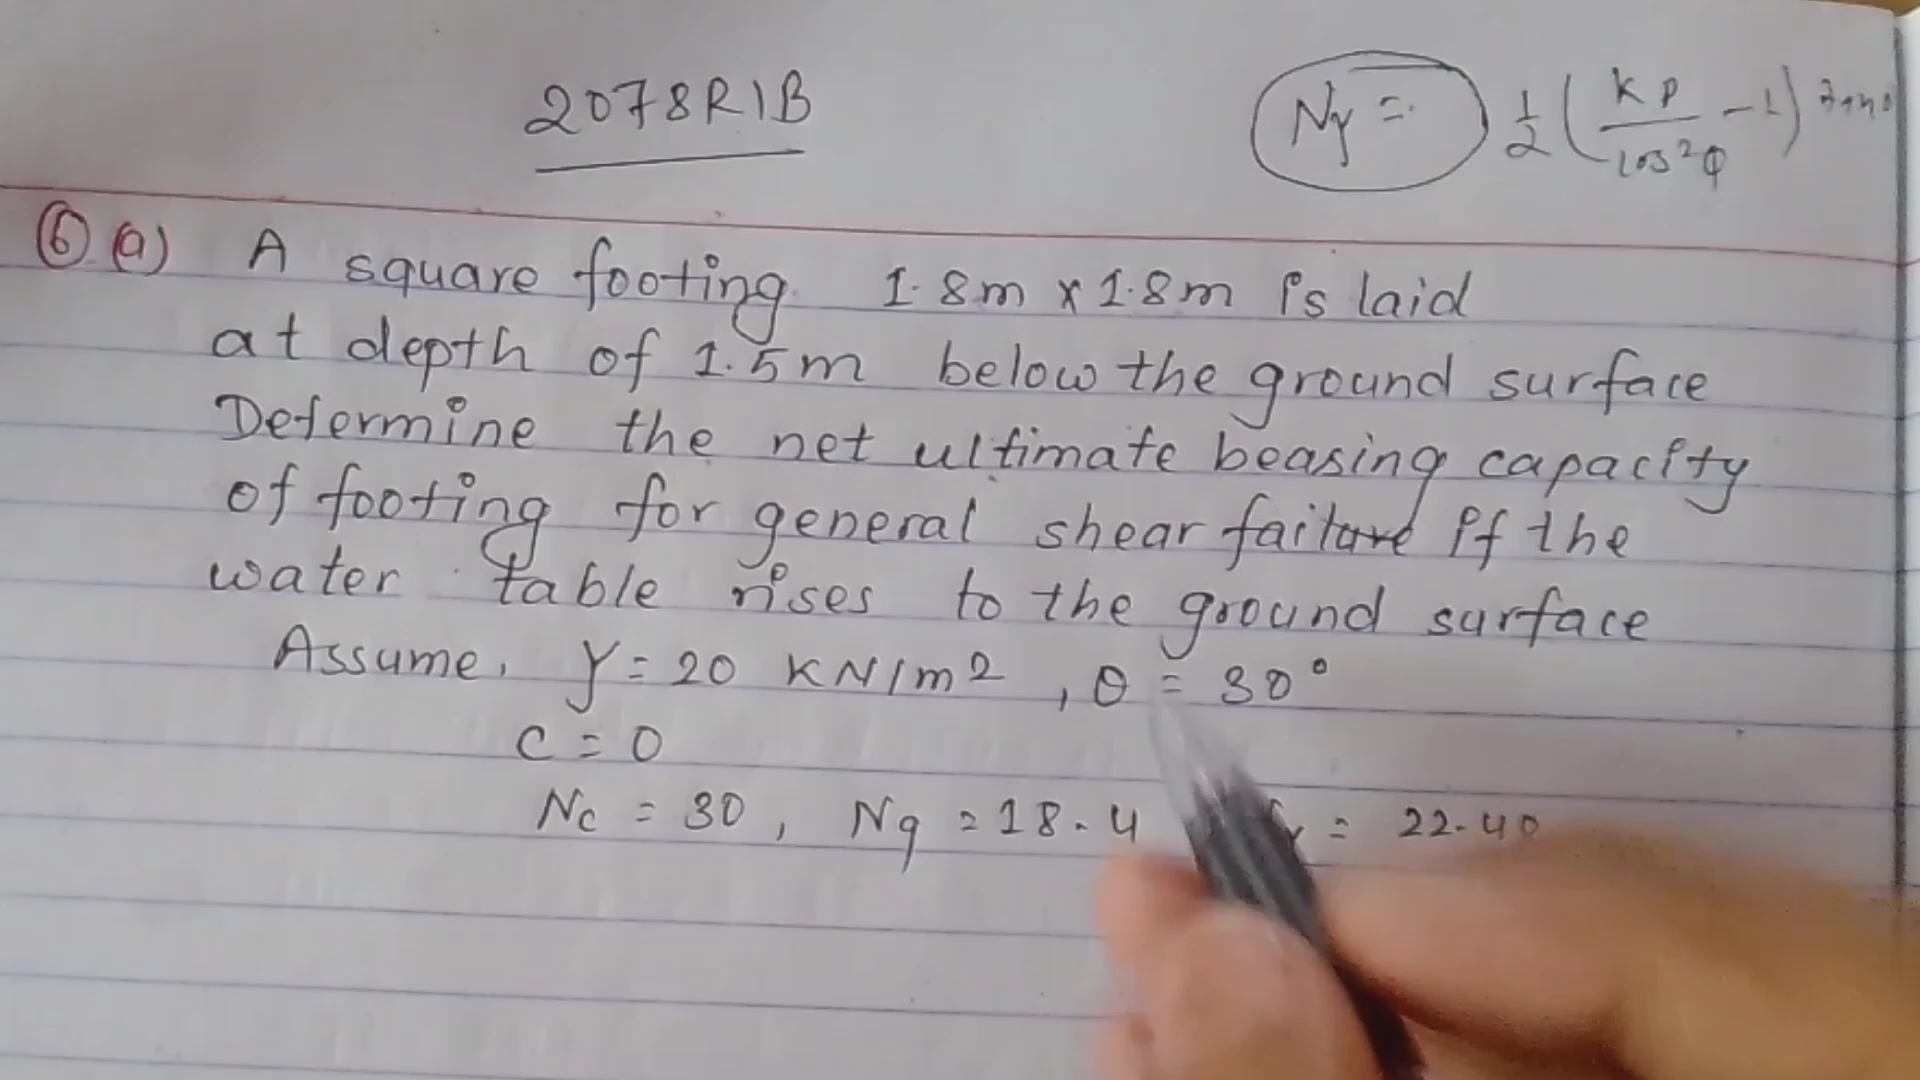 2078RIB
Nγ = 1/2 (KP/cos²φ - 1)
⑥ (a) A square footing 1.8m x 1.8m is laid
at depth of 1.5m below the ground surface
Determine the net ultimate beasing capacity
of footing for general shear failure if the
water table rises to the ground surface
Assume, γ = 20 KN/m2, θ = 30°
C = 0
Nc = 30, Nq = 18.4 = 22.40